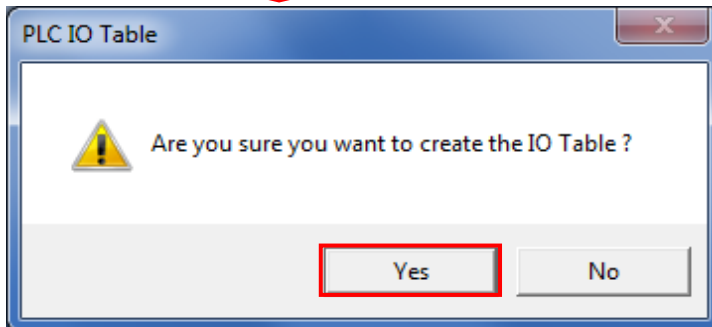 PLC IO Table
Are you sure you want to create the IO Table ?
Yes
No